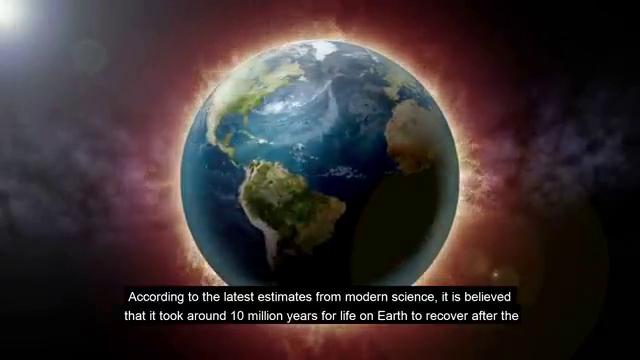 According to the latest estimates from modern science, it is believed
that it took around 10 million years for life on Earth to recover after the